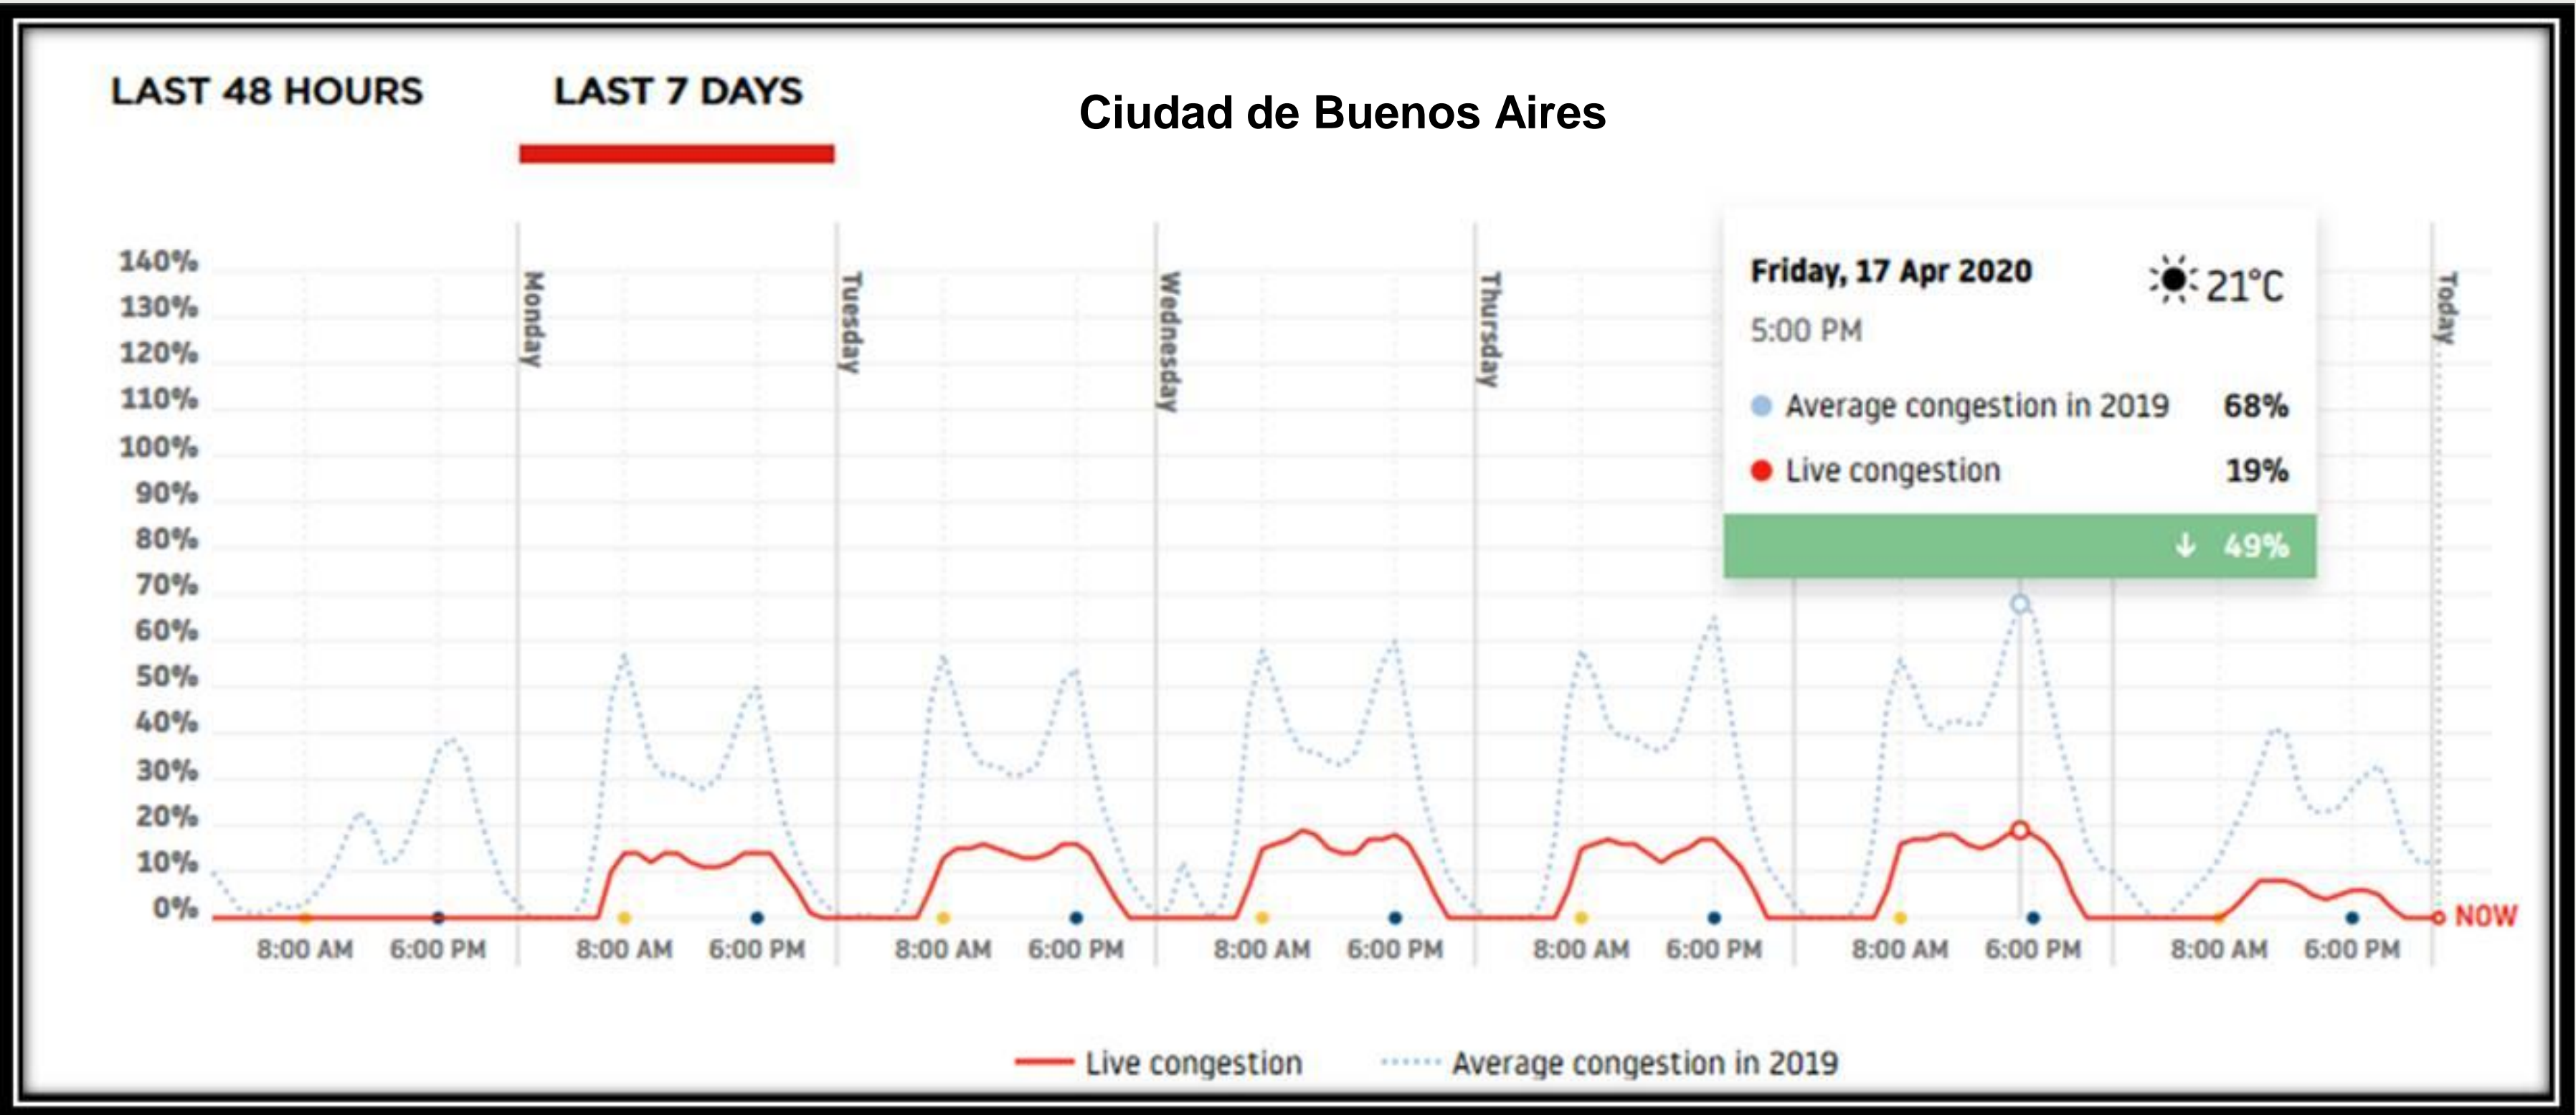 LAST 48 HOURS
LAST 7 DAYS
Ciudad de Buenos Aires
140%
130%
120%
110%
100%
90%
80%
70%
60%
50%
40%
30%
20%
10%
0%
Monday
Tuesday
Wednesday
Thursday
Today
Friday, 17 Apr 2020
21°C
5:00 PM
Average congestion in 2019 68%
Live congestion 19%
↓ 49%
NOW
8:00 AM 6:00 PM 8:00 AM 6:00 PM 8:00 AM 6:00 PM 8:00 AM 6:00 PM 8:00 AM 6:00 PM 8:00 AM 6:00 PM 8:00 AM 6:00 PM
Live congestion Average congestion in 2019